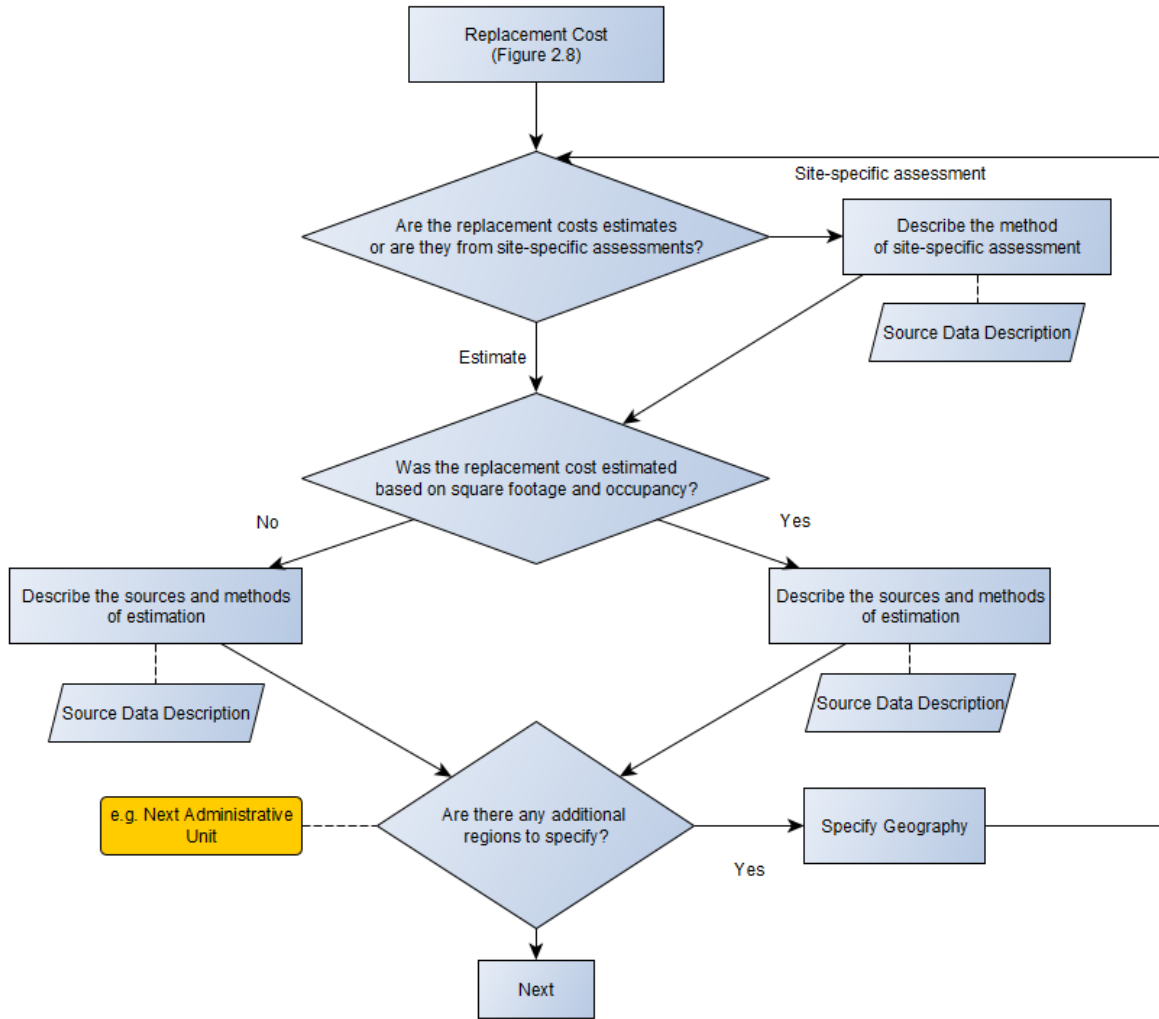 Replacement Cost
(Figure 2.8)
Site-specific assessment
Are the replacement costs estimates
or are they from site-specific assessments?
Describe the method
of site-specific assessment
Source Data Description
Estimate
Was the replacement cost estimated
based on square footage and occupancy?
No
Yes
Describe the sources and methods
of estimation
Describe the sources and methods
of estimation
Source Data Description
Source Data Description
e.g. Next Administrative
Unit
Are there any additional
regions to specify?
Specify Geography
Yes
Next